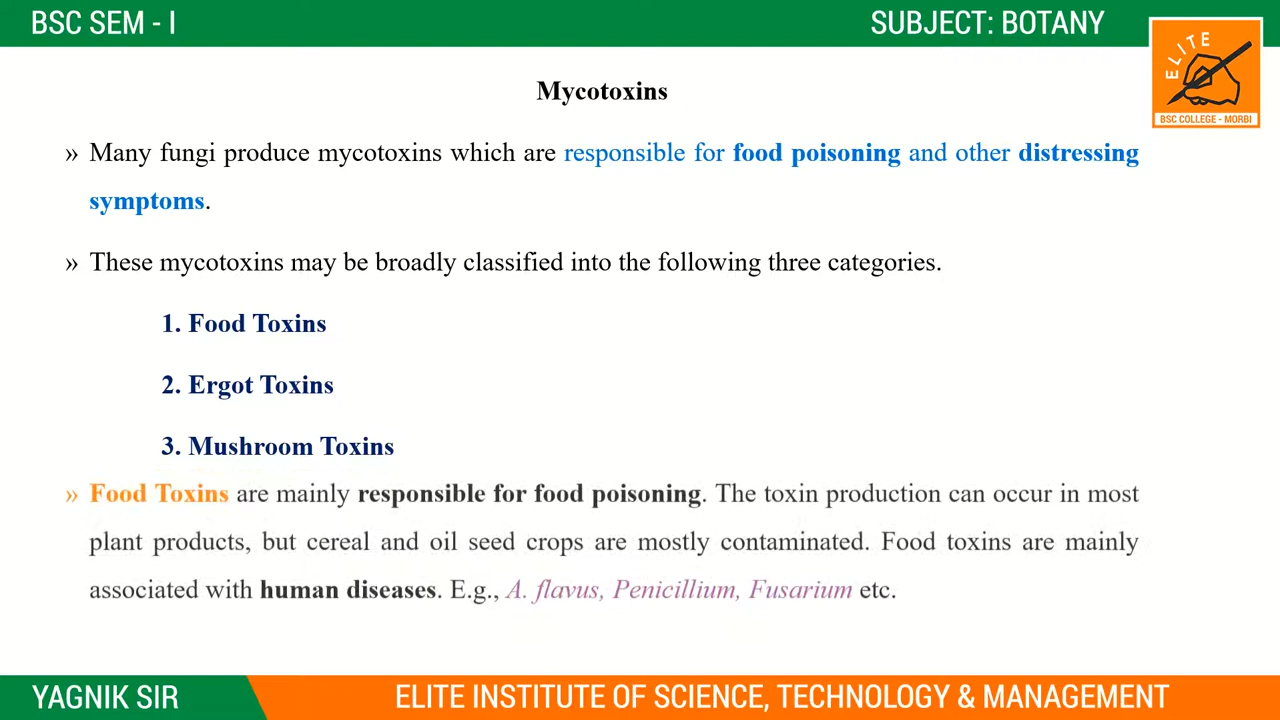 BSC SEM - I
SUBJECT: BOTANY
ELITE
BSC COLLEGE - MORBI
Mycotoxins
» Many fungi produce mycotoxins which are responsible for food poisoning and other distressing
symptoms.
» These mycotoxins may be broadly classified into the following three categories.
1. Food Toxins
2. Ergot Toxins
3. Mushroom Toxins
» Food Toxins are mainly responsible for food poisoning. The toxin production can occur in most
plant products, but cereal and oil seed crops are mostly contaminated. Food toxins are mainly
associated with human diseases. E.g., A. flavus, Penicillium, Fusarium etc.
YAGNIK SIR
ELITE INSTITUTE OF SCIENCE, TECHNOLOGY & MANAGEMENT